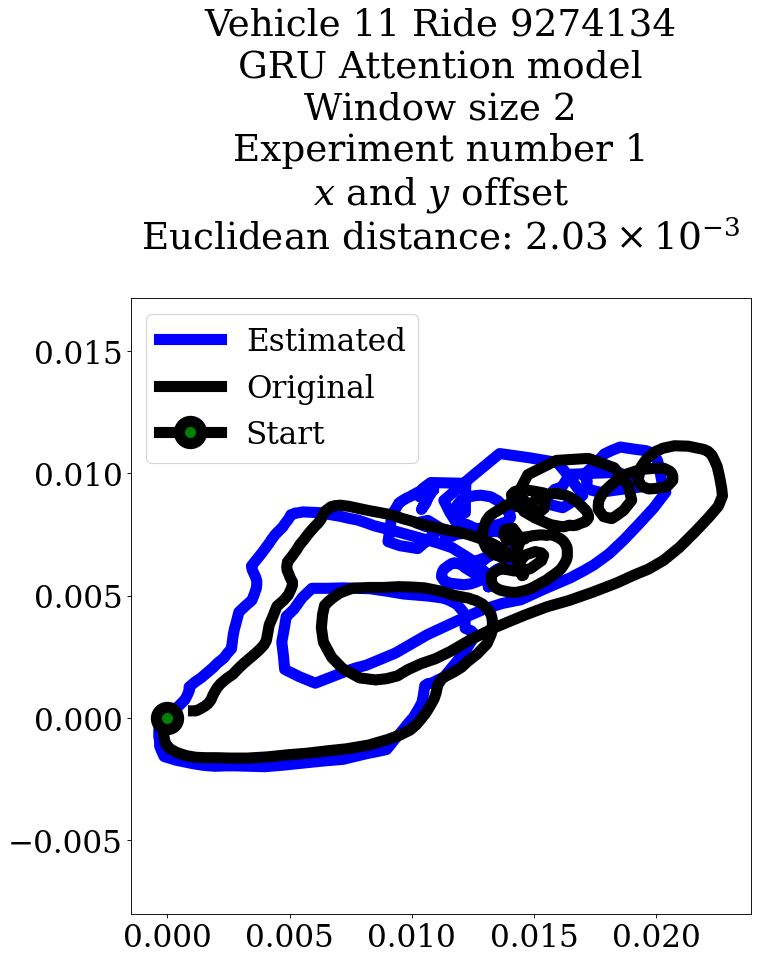 Vehicle 11 Ride 9274134
GRU Attention model
Window size 2
Experiment number 1
x and y offset
Euclidean distance: 2.03 × 10⁻³
Estimated
Original
Start
0.015
0.010
0.005
0.000
−0.005
0.000 0.005 0.010 0.015 0.020